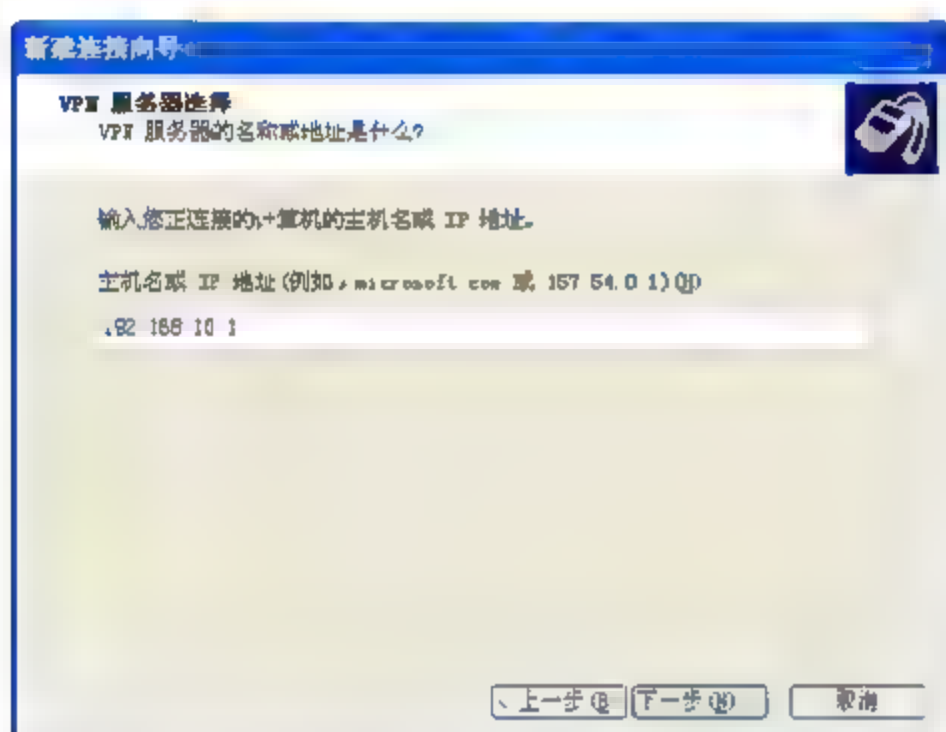 新建连接向导
VPN 服务器选择
VPN 服务器的名称或地址是什么?
输入您正连接的计算机的主机名或 IP 地址。
主机名或 IP 地址(例如,microsoft com 或 157 54.0 1)(H)
.92 168 10 1
上一步(B
下一步(N)
取消